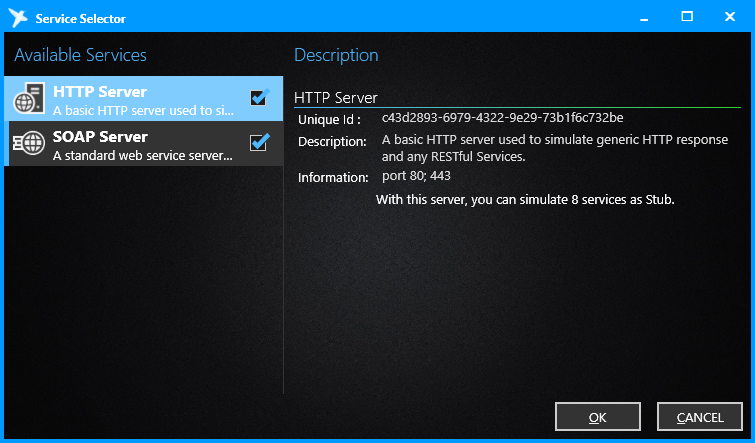 Service Selector
Available Services
Description
HTTP Server
A basic HTTP server used to si...
SOAP Server
A standard web service server...
HTTP Server
Unique Id : c43d2893-6979-4322-9e29-73b1f6c732be
Description: A basic HTTP server used to simulate generic HTTP response
and any RESTful Services.
Information: port 80; 443
With this server, you can simulate 8 services as Stub.
OK
CANCEL